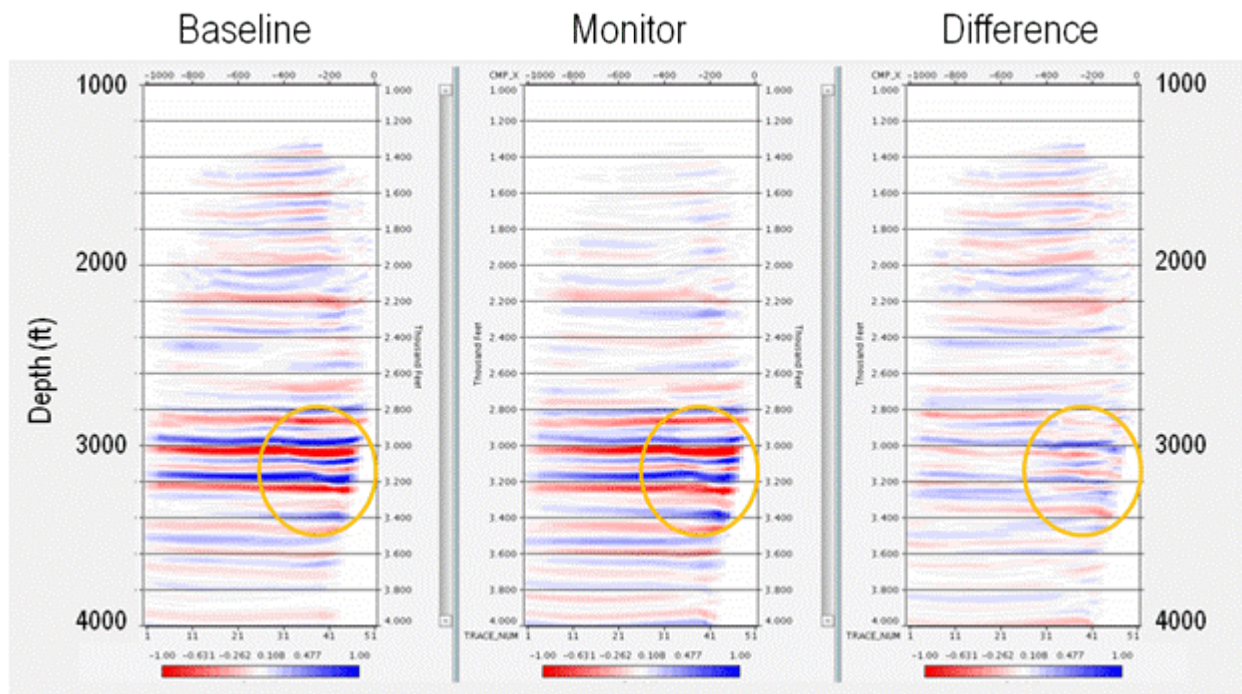 Baseline Monitor Difference
-1000 -800 -600 -400 -200 0 CMP_X -1000 -800 -600 -400 -200 0 CMP_X -1000 -800 -600 -400 -200 0
1000 1.000 1.000 1.000 1000
1.200 1.200 1.200
1.400 1.400 1.400
1.600 1.600 1.600
1.800 1.800 1.800
2000 2.000 2.000 2.000 2000
2.200 2.200 2.200
2.400 2.400 2.400
2.600 2.600 2.600
2.800 2.800 2.800
3000 3.000 3.000 3.000 3000
3.200 3.200 3.200
3.400 3.400 3.400
3.600 3.600 3.600
3.800 3.800 3.800
4000 4.000 4.000 4.000 4.000 4.000 4000
Depth (ft)
Thousand Feet
Thousand Feet
Thousand Feet
Thousand Feet
1 11 21 31 41 51 TRACE_NUM 1 11 21 31 41 51 TRACE_NUM 1 11 21 31 41 51
-1.00 -0.631 -0.262 0.108 0.477 1.00 -1.00 -0.631 -0.262 0.108 0.477 1.00 -1.00 -0.631 -0.262 0.108 0.477 1.00